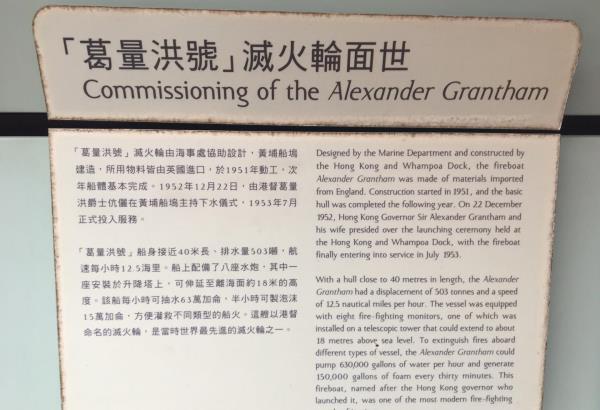 「葛量洪號」滅火輪面世
Commissioning of the Alexander Grantham
「葛量洪號」滅火輪由海事處協助設計，黃埔船塢
建造，所用物料皆由英國進口，於1951年動工，次
年船體基本完成。1952年12月22日，由港督葛量
洪爵士伉儷在黃埔船塢主持下水儀式，1953年7月
正式投入服務。
「葛量洪號」船身接近40米長、排水量503噸，航
速每小時12.5海里。船上配備了八座水炮，其中一
座安裝於升降塔上，可伸延至離海面約18米的高
度。該船每小時可抽水63萬加侖，半小時可製泡沫
15萬加侖，方便灌救不同類型的船火。這艘以港督
命名的滅火輪，是當時世界最先進的滅火輪之一。
Designed by the Marine Department and constructed
by the Hong Kong and Whampoa Dock, the fireboat
Alexander Grantham was made of materials imported
from England. Construction started in 1951, and the basic
hull was completed the following year. On 22 December
1952, Hong Kong Governor Sir Alexander Grantham and
his wife presided over the launching ceremony held at
the Hong Kong and Whampoa Dock, with the fireboat
finally entering into service in July 1953.
With a hull close to 40 metres in length, the Alexander
Grantham had a displacement of 503 tonnes and a speed
of 12.5 nautical miles per hour. The vessel was equipped
with eight fire-fighting monitors, one of which was
installed on a telescopic tower that could extend to about
18 metres above sea level. To extinguish fires aboard
different types of vessel, the Alexander Grantham could
pump 630,000 gallons of water per hour and generate
150,000 gallons of foam every thirty minutes. This
fireboat, named after the Hong Kong governor who
launched it, was one of the most modern fire-fighting